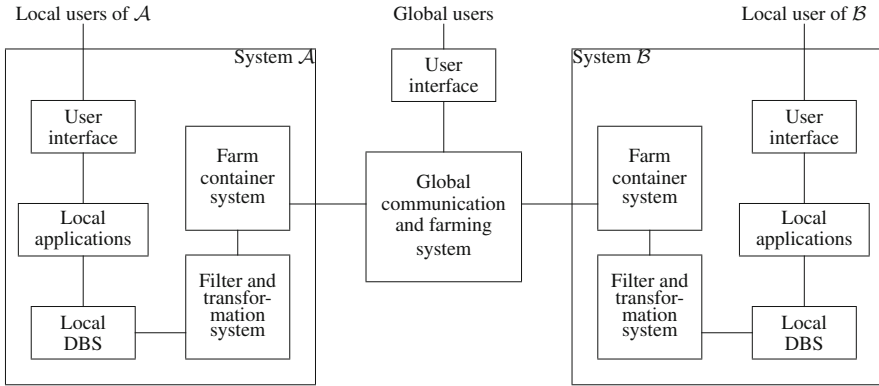 Local users of 𝒜
Global users
Local user of ℬ
System 𝒜
User
interface
System ℬ
User
interface
Farm
container
system
Global
communication
and farming
system
Farm
container
system
User
interface
Local
applications
Local
applications
Filter and
transfor-
mation
system
Filter and
transfor-
mation
system
Local
DBS
Local
DBS